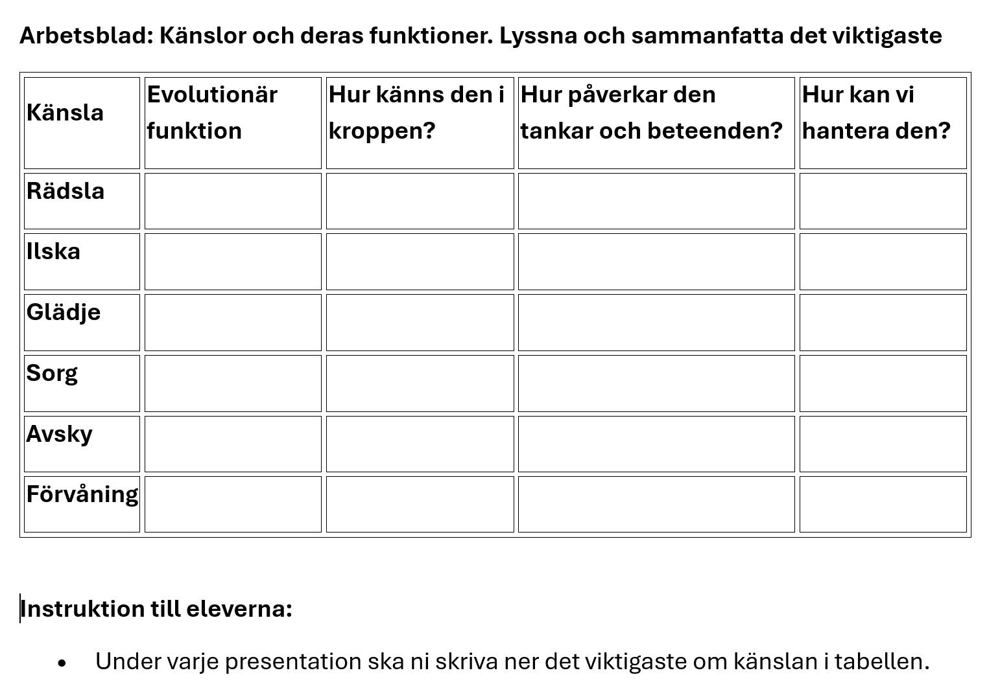 Arbetsblad: Känslor och deras funktioner. Lyssna och sammanfatta det viktigaste
Känsla
Evolutionär
funktion
Hur känns den i
kroppen?
Hur påverkar den
tankar och beteenden?
Hur kan vi
hantera den?
Rädsla
Ilska
Glädje
Sorg
Avsky
Förvåning
Instruktion till eleverna:
• Under varje presentation ska ni skriva ner det viktigaste om känslan i tabellen.